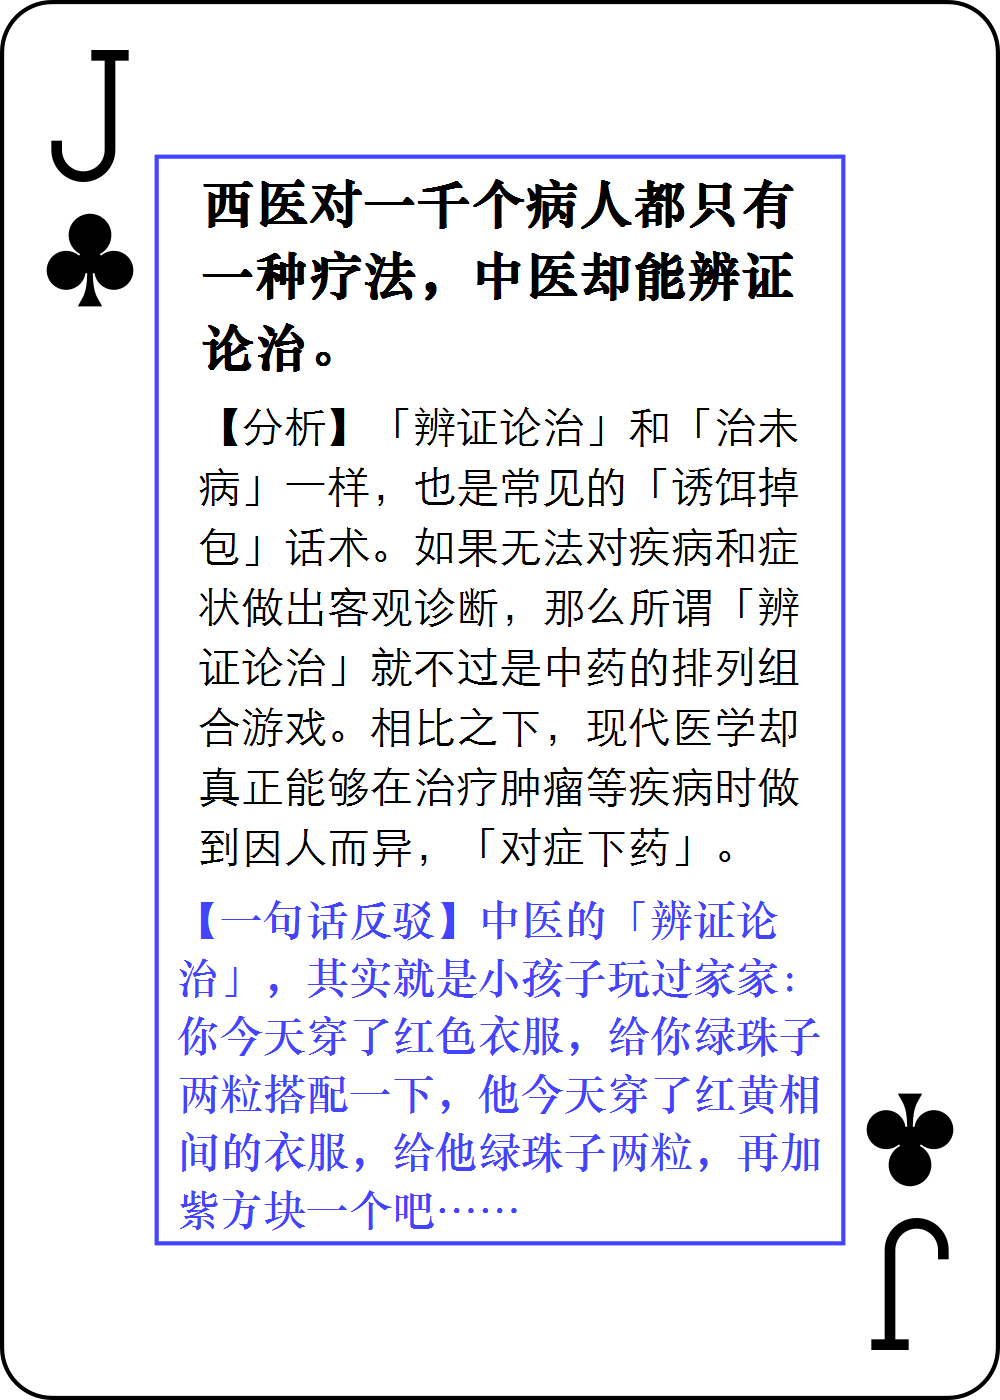 J
西医对一千个病人都只有
一种疗法，中医却能辨证
论治。
【分析】「辨证论治」和「治未
病」一样，也是常见的「诱饵掉
包」话术。如果无法对疾病和症
状做出客观诊断，那么所谓「辨
证论治」就不过是中药的排列组
合游戏。相比之下，现代医学却
真正能够在治疗肿瘤等疾病时做
到因人而异，「对症下药」。
【一句话反驳】中医的「辨证论
治」，其实就是小孩子玩过家家：
你今天穿了红色衣服，给你绿珠子
两粒搭配一下，他今天穿了红黄相
间的衣服，给他绿珠子两粒，再加
紫方块一个吧……
J